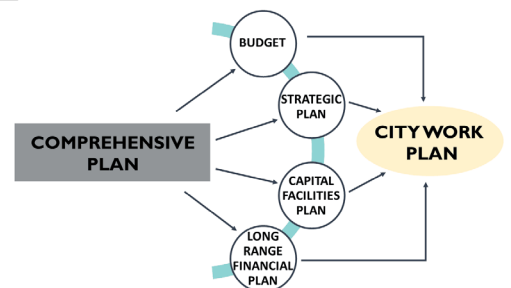 BUDGET
STRATEGIC
PLAN
COMPREHENSIVE
PLAN
CITY WORK
PLAN
CAPITAL
FACILITIES
PLAN
LONG
RANGE
FINANCIAL
PLAN